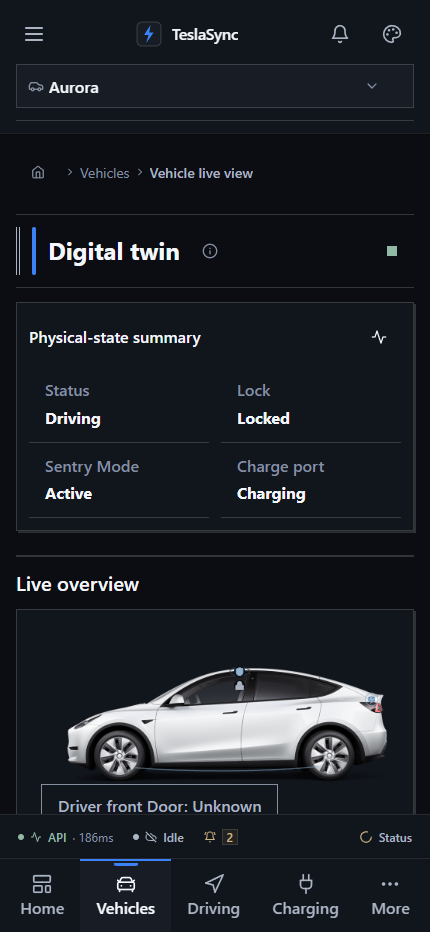 TeslaSync
Aurora
Vehicles
Vehicle live view
Digital twin
Physical-state summary
Status
Lock
Driving
Locked
Sentry Mode
Charge port
Active
Charging
Live overview
Driver front Door: Unknown
API · 186ms
Idle
2
Status
Home
Vehicles
Driving
Charging
More